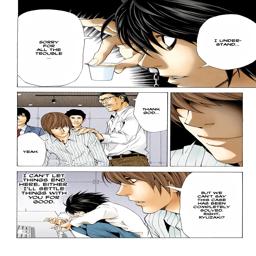 I UNDER-
STAND...
SORRY
FOR ALL
THE
TROUBLE
...
THANK
GOD...
YEAH.
I CAN'T LET
THINGS END
HERE. EITHER
I'LL SETTLE
THINGS WITH
YOU FOR
GOOD.
BUT WE
CAN'T SAY
THIS CASE
HAS BEEN
COMPLETELY
SOLVED.
RIGHT,
RYUZAKI?